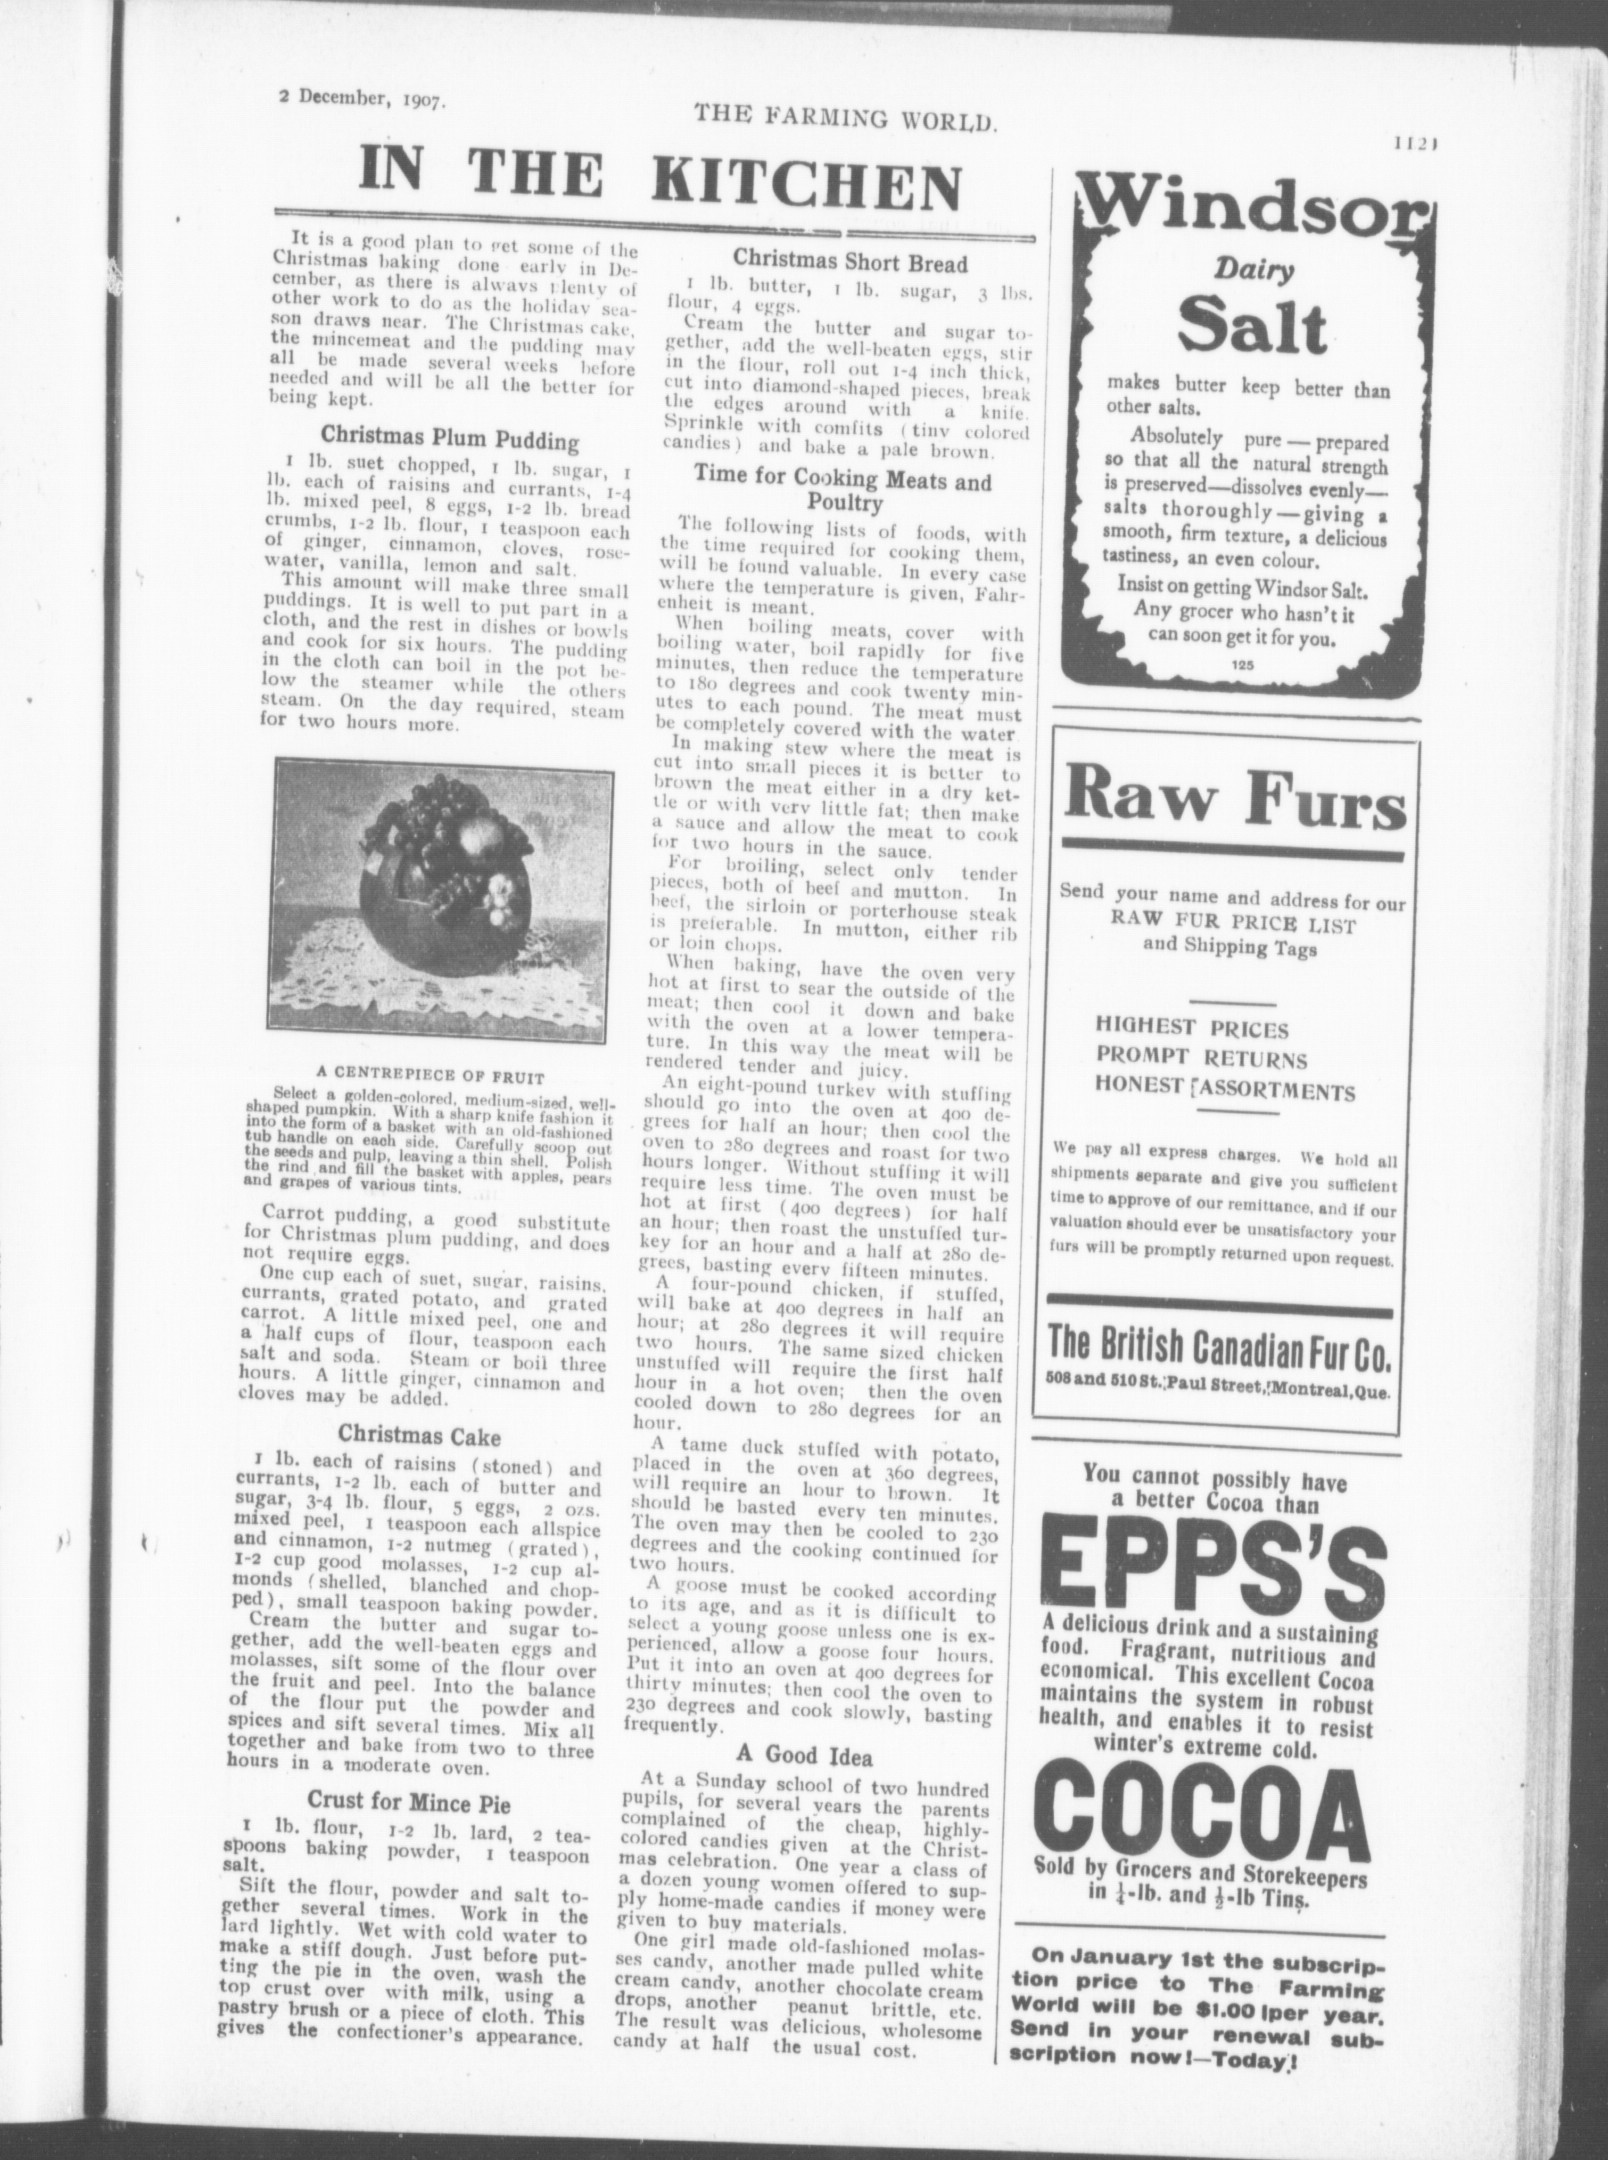 2 December, 1907.
THE FARMING WORLD.
1121
IN THE KITCHEN
It is a good plan to get some of the
Christmas baking done early in De-
cember, as there is always plenty of
other work to do as the holiday sea-
son draws near. The Christmas cake,
the mincemeat and the pudding may
all be made several weeks before
needed and will be all the better for
being kept.
Christmas Plum Pudding
1 lb. suet chopped, 1 lb. sugar, 1
lb. each of raisins and currants, 1-4
lb. mixed peel, 8 eggs, 1-2 lb. bread
crumbs, 1-2 lb. flour, 1 teaspoon each
of ginger, cinnamon, cloves, rose-
water, vanilla, lemon and salt.
This amount will make three small
puddings. It is well to put part in a
cloth, and the rest in dishes or bowls
and cook for six hours. The pudding
in the cloth can boil in the pot be-
low the steamer while the others
steam. On the day required, steam
for two hours more.
A CENTREPIECE OF FRUIT
Select a golden-colored, medium-sized, well-
shaped pumpkin. With a sharp knife fashion it
into the form of a basket with an old-fashioned
tub handle on each side. Carefully scoop out
the seeds and pulp, leaving a thin shell. Polish
the rind and fill the basket with apples, pears
and grapes of various tints.
Carrot pudding, a good substitute
for Christmas plum pudding, and does
not require eggs.
One cup each of suet, sugar, raisins,
currants, grated potato, and grated
carrot. A little mixed peel, one and
a half cups of flour, teaspoon each
salt and soda. Steam or boil three
hours. A little ginger, cinnamon and
cloves may be added.
Christmas Cake
1 lb. each of raisins (stoned) and
currants, 1-2 lb. each of butter and
sugar, 3-4 lb. flour, 5 eggs, 2 ozs.
mixed peel, 1 teaspoon each allspice
and cinnamon, 1-2 nutmeg (grated),
1-2 cup good molasses, 1-2 cup al-
monds (shelled, blanched and chop-
ped), small teaspoon baking powder.
Cream the butter and sugar to-
gether, add the well-beaten eggs and
molasses, sift some of the flour over
the fruit and peel. Into the balance
of the flour put the powder and
spices and sift several times. Mix all
together and bake from two to three
hours in a moderate oven.
Crust for Mince Pie
1 lb. flour, 1-2 lb. lard, 2 tea-
spoons baking powder, 1 teaspoon
salt.
Sift the flour, powder and salt to-
gether several times. Work in the
lard lightly. Wet with cold water to
make a stiff dough. Just before put-
ting the pie in the oven, wash the
top crust over with milk, using a
pastry brush or a piece of cloth. This
gives the confectioner's appearance.
Christmas Short Bread
1 lb. butter, 1 lb. sugar, 3 lbs.
flour, 4 eggs.
Cream the butter and sugar to-
gether, add the well-beaten eggs, stir
in the flour, roll out 1-4 inch thick,
cut into diamond-shaped pieces, break
the edges around with a knife.
Sprinkle with comfits (tiny colored
candies) and bake a pale brown.
Time for Cooking Meats and
Poultry
The following lists of foods, with
the time required for cooking them,
will be found valuable. In every case
where the temperature is given, Fahr-
enheit is meant.
When boiling meats, cover with
boiling water, boil rapidly for five
minutes, then reduce the temperature
to 180 degrees and cook twenty min-
utes to each pound. The meat must
be completely covered with the water
In making stew where the meat is
cut into small pieces it is better to
brown the meat either in a dry ket-
tle or with very little fat; then make
a sauce and allow the meat to cook
for two hours in the sauce.
For broiling, select only tender
pieces, both of beef and mutton. In
beef, the sirloin or porterhouse steak
is preferable. In mutton, either rib
or loin chops.
When baking, have the oven very
hot at first to sear the outside of the
meat; then cool it down and bake
with the oven at a lower tempera-
ture. In this way the meat will be
rendered tender and juicy.
An eight-pound turkey with stuffing
should go into the oven at 400 de-
grees for half an hour; then cool the
oven to 280 degrees and roast for two
hours longer. Without stuffing it will
require less time. The oven must be
hot at first (400 degrees) for half
an hour; then roast the unstuffed tur-
key for an hour and a half at 280 de-
grees, basting every fifteen minutes.
A four-pound chicken, if stuffed,
will bake at 400 degrees in half an
hour; at 280 degrees it will require
two hours. The same sized chicken
unstuffed will require the first half
hour in a hot oven; then the oven
cooled down to 280 degrees for an
hour.
A tame duck stuffed with potato,
placed in the oven at 360 degrees,
will require an hour to brown. It
should be basted every ten minutes.
The oven may then be cooled to 230
degrees and the cooking continued for
two hours.
A goose must be cooked according
to its age, and as it is difficult to
select a young goose unless one is ex-
perienced, allow a goose four hours.
Put it into an oven at 400 degrees for
thirty minutes; then cool the oven to
230 degrees and cook slowly, basting
frequently.
A Good Idea
At a Sunday school of two hundred
pupils, for several years the parents
complained of the cheap, highly-
colored candies given at the Christ-
mas celebration. One year a class of
a dozen young women offered to sup-
ply home-made candies if money were
given to buy materials.
One girl made old-fashioned molas-
ses candy, another made pulled white
cream candy, another chocolate cream
drops, another peanut brittle, etc.
The result was delicious, wholesome
candy at half the usual cost.
Windsor
Dairy
Salt
makes butter keep better than
other salts.
Absolutely pure — prepared
so that all the natural strength
is preserved—dissolves evenly—
salts thoroughly — giving a
smooth, firm texture, a delicious
tastiness, an even colour.
Insist on getting Windsor Salt.
Any grocer who hasn't it
can soon get it for you.
125
Raw Furs
Send your name and address for our
RAW FUR PRICE LIST
and Shipping Tags
HIGHEST PRICES
PROMPT RETURNS
HONEST ASSORTMENTS
We pay all express charges. We hold all
shipments separate and give you sufficient
time to approve of our remittance, and if our
valuation should ever be unsatisfactory your
furs will be promptly returned upon request.
The British Canadian Fur Co.
508 and 510 St. Paul Street, Montreal, Que.
You cannot possibly have
a better Cocoa than
EPPS'S
A delicious drink and a sustaining
food. Fragrant, nutritious and
economical. This excellent Cocoa
maintains the system in robust
health, and enables it to resist
winter's extreme cold.
COCOA
Sold by Grocers and Storekeepers
in ¼-lb. and ½-lb Tins.
On January 1st the subscrip-
tion price to The Farming
World will be $1.00 per year.
Send in your renewal sub-
scription now!—Today!